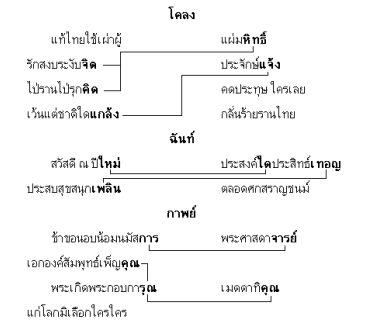 โคลง
แท้ไทยใช้เผ่าผู้ แผ่มหิทธิ์
รักสงบระงับจิต ประจักษ์แจ้ง
ไป่รานไป่รุกคิด คดประทุษ ใครเลย
เว้นแต่ชาติใดแกล้ง กลั่นร้ายรานไทย
ฉันท์
สวัสดี ณ ปีใหม่ ประสงค์ใดประสิทธิ์เทอญ
ประสบสุขสนุกเพลิน ตลอดศกสราญชนม์
กาพย์
ข้าขอนอบน้อมนมัสการ พระศาสดาจารย์
เอกองค์สัมพุทธ์เพ็ญคุณ
พระเกิดพระกอบการุณ เมตตาทิคุณ
แก่โลกมิเลือกใครใคร